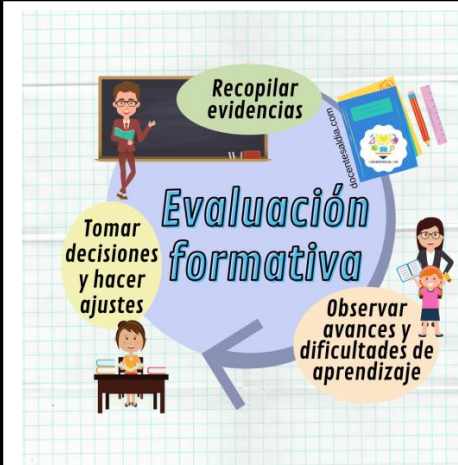 Recopilar
evidencias
docentesaldia.com
Evaluación
formativa
Tomar
decisiones
y hacer
ajustes
Observar
avances y
dificultades de
aprendizaje